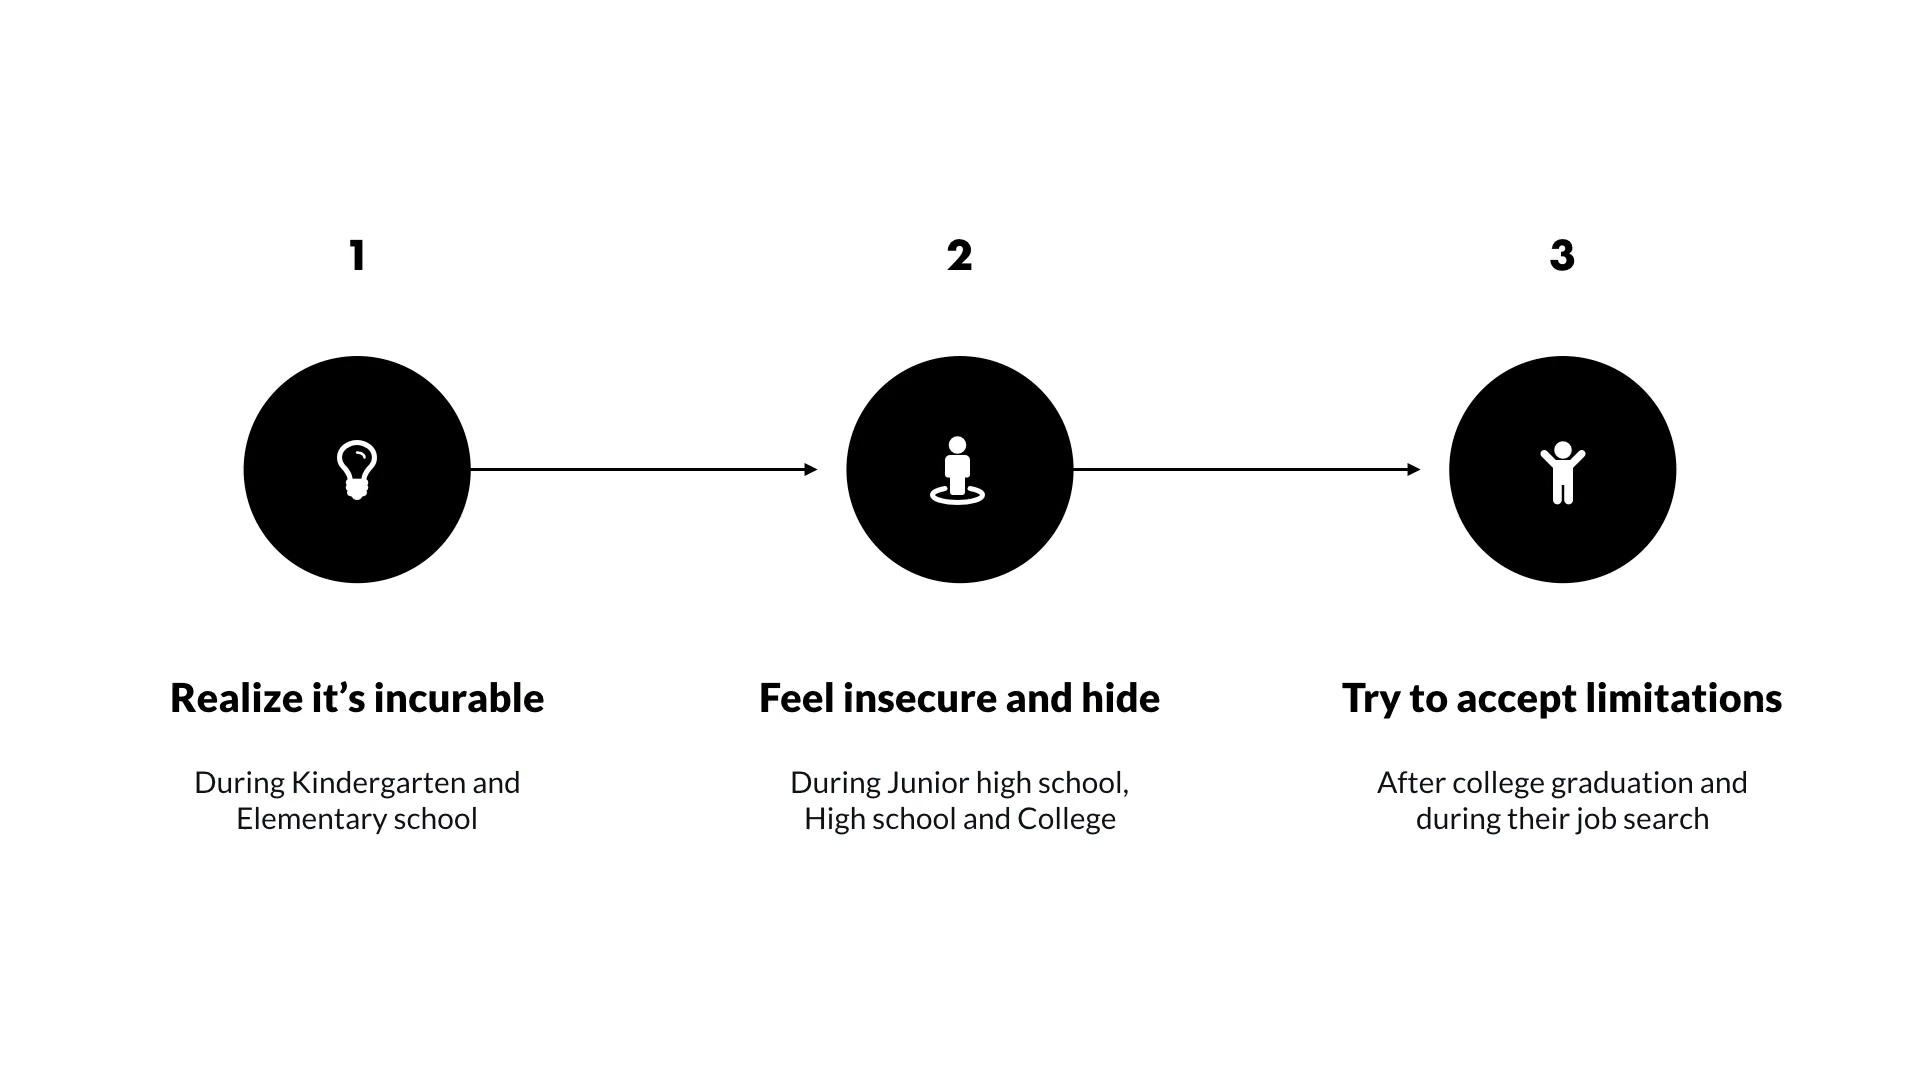 1
2
3
Realize it’s incurable
During Kindergarten and
Elementary school
Feel insecure and hide
During Junior high school,
High school and College
Try to accept limitations
After college graduation and
during their job search